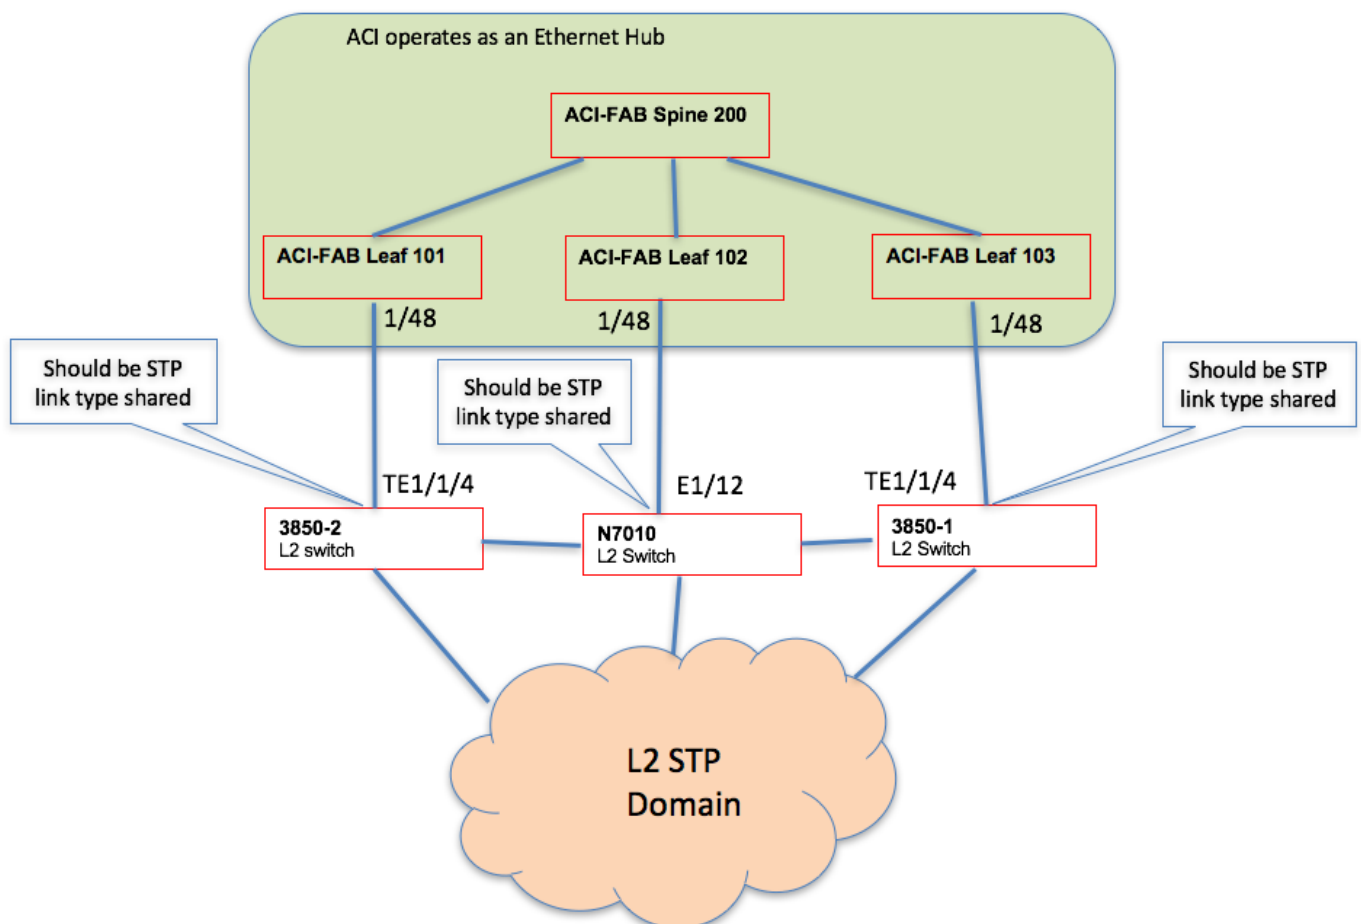 ACI operates as an Ethernet Hub
ACI-FAB Spine 200
ACI-FAB Leaf 101
ACI-FAB Leaf 102
ACI-FAB Leaf 103
1/48
1/48
1/48
Should be STP
link type shared
Should be STP
link type shared
Should be STP
link type shared
TE1/1/4
E1/12
TE1/1/4
3850-2
L2 switch
N7010
L2 Switch
3850-1
L2 Switch
L2 STP
Domain